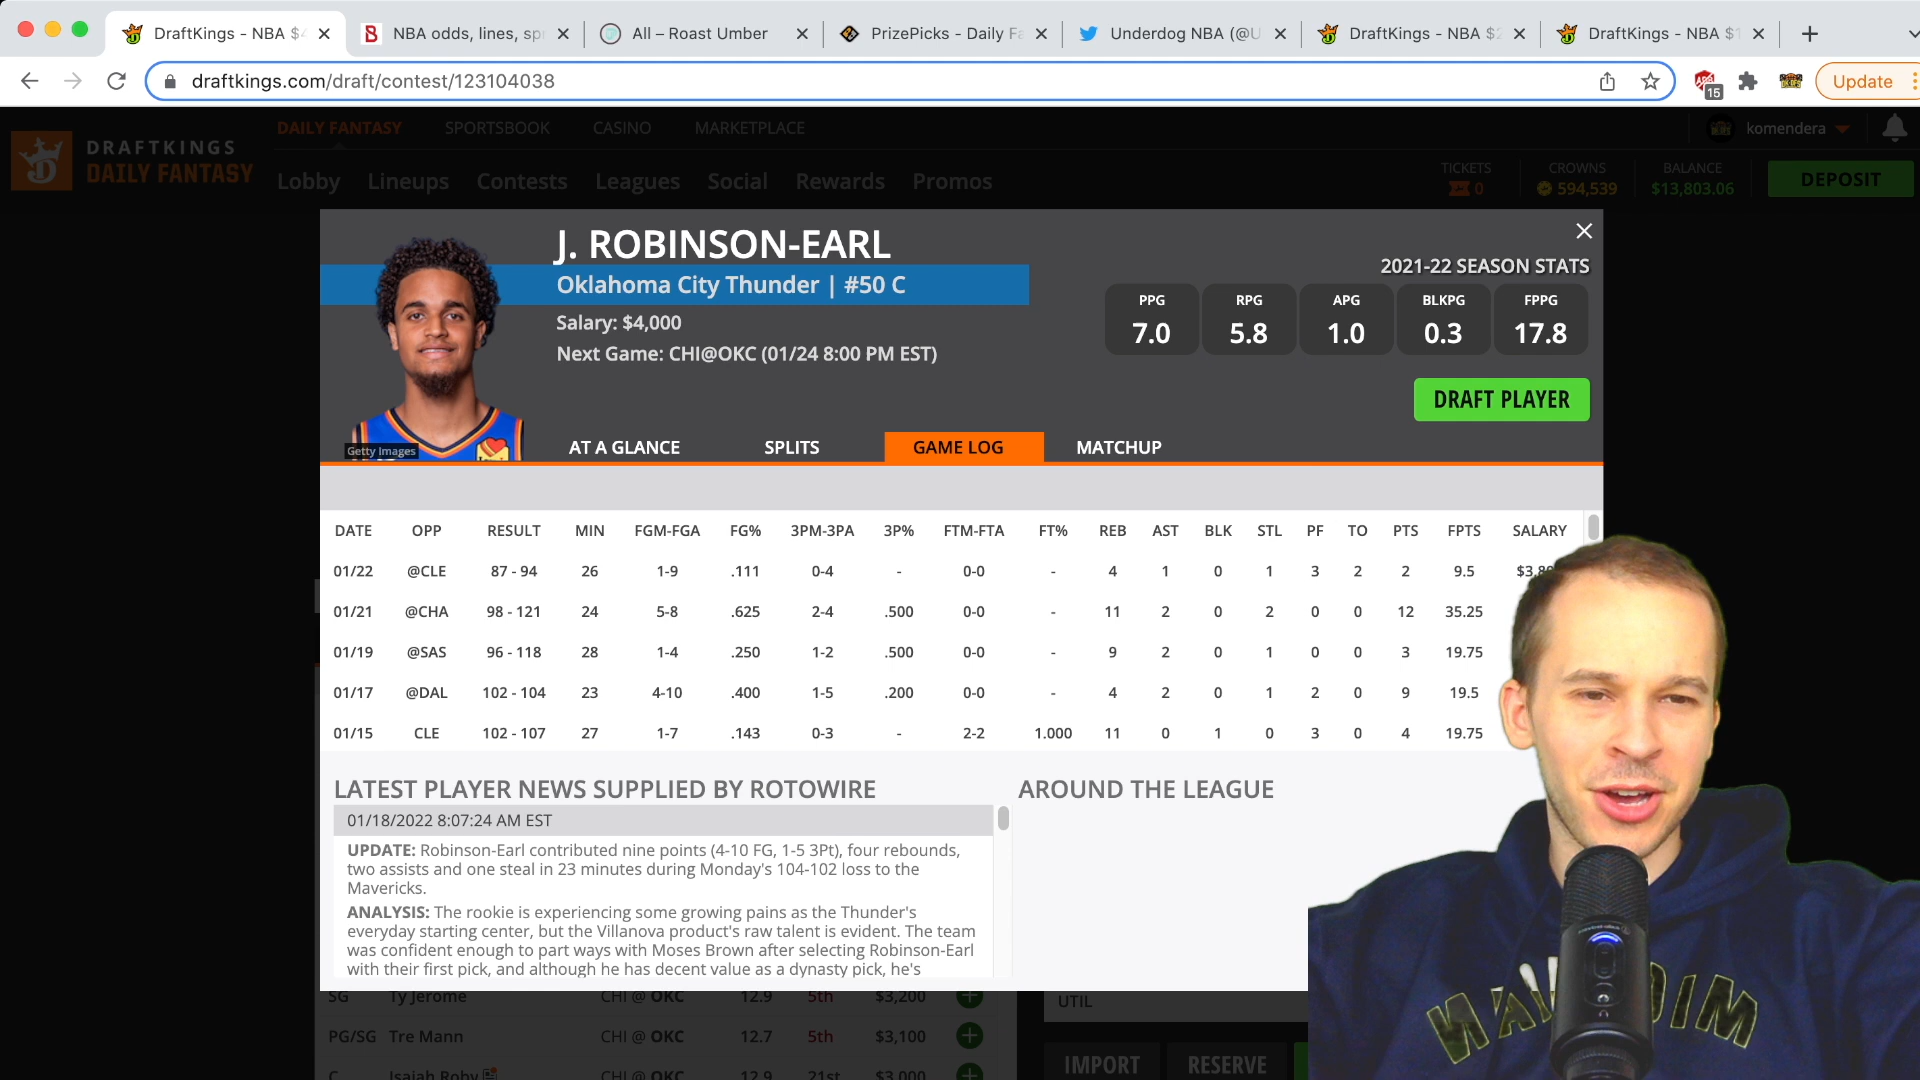 DraftKings - NBA $4
NBA odds, lines, sp
All – Roast Umber
PrizePicks - Daily Fa
Underdog NBA (@U
DraftKings - NBA $2
DraftKings - NBA $1
draftkings.com/draft/contest/123104038
15
Update
DRAFTKINGS
DAILY FANTASY
DAILY FANTASY SPORTSBOOK CASINO MARKETPLACE
komendera
Lobby Lineups Contests Leagues Social Rewards Promos
TICKETS
0
CROWNS
594,539
BALANCE
$13,803.06
DEPOSIT
J. ROBINSON-EARL
Oklahoma City Thunder | #50 C
Salary: $4,000
Next Game: CHI@OKC (01/24 8:00 PM EST)
2021-22 SEASON STATS
PPG RPG APG BLKPG FPPG
7.0 5.8 1.0 0.3 17.8
DRAFT PLAYER
Getty Images
AT A GLANCE SPLITS GAME LOG MATCHUP
DATE OPP RESULT MIN FGM-FGA FG% 3PM-3PA 3P% FTM-FTA FT% REB AST BLK STL PF TO PTS FPTS SALARY
01/22 @CLE 87 - 94 26 1-9 .111 0-4 - 0-0 - 4 1 0 1 3 2 2 9.5
01/21 @CHA 98 - 121 24 5-8 .625 2-4 .500 0-0 - 11 2 0 2 0 0 12 35.25
01/19 @SAS 96 - 118 28 1-4 .250 1-2 .500 0-0 - 9 2 0 1 0 0 3 19.75
01/17 @DAL 102 - 104 23 4-10 .400 1-5 .200 0-0 - 4 2 0 1 2 0 9 19.5
01/15 CLE 102 - 107 27 1-7 .143 0-3 - 2-2 1.000 11 0 1 0 3 0 4 19.75
LATEST PLAYER NEWS SUPPLIED BY ROTOWIRE
AROUND THE LEAGUE
01/18/2022 8:07:24 AM EST
UPDATE: Robinson-Earl contributed nine points (4-10 FG, 1-5 3Pt), four rebounds,
two assists and one steal in 23 minutes during Monday's 104-102 loss to the
Mavericks.
ANALYSIS: The rookie is experiencing some growing pains as the Thunder's
everyday starting center, but the Villanova product's raw talent is evident. The team
was confident enough to part ways with Moses Brown after selecting Robinson-Earl
with their first pick, and although he has decent value as a dynasty pick, he's
SG Ty Jerome CHI @ OKC 12.9 5th $3,200
PG/SG Tre Mann CHI @ OKC 12.7 5th $3,100
C Isaiah Roby CHI @ OKC 12.9 21st $3,000
UTIL
IMPORT RESERVE